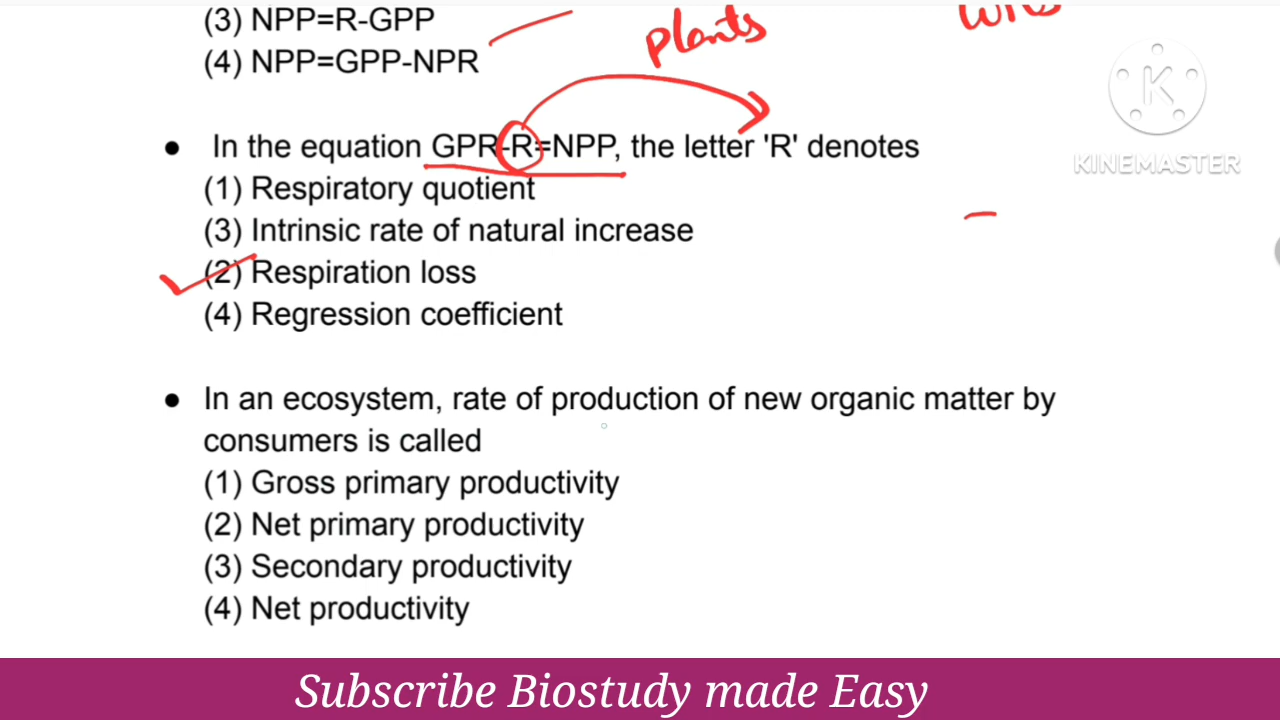 (3) NPP=R-GPP
plants
(4) NPP=GPP-NPR
K
KINEMASTER
● In the equation GPR-R=NPP, the letter 'R' denotes
(1) Respiratory quotient
(3) Intrinsic rate of natural increase
(2) Respiration loss
(4) Regression coefficient
● In an ecosystem, rate of production of new organic matter by
consumers is called
(1) Gross primary productivity
(2) Net primary productivity
(3) Secondary productivity
(4) Net productivity
Subscribe Biostudy made Easy